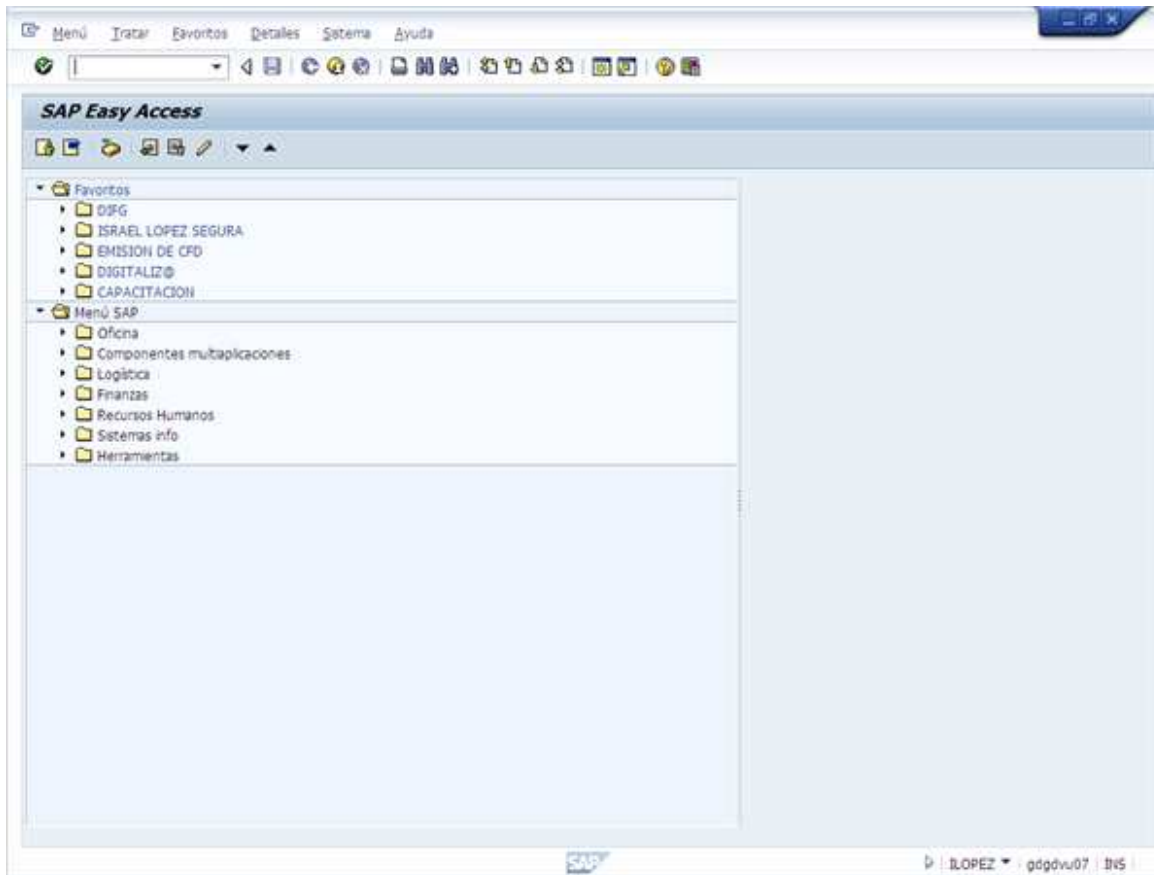 Menú Tratar Favoritos Detalles Sistema Ayuda
SAP Easy Access
Favoritos
DIFG
ISRAEL LOPEZ SEGURA
EMISION DE CFD
DIGITALIZ@
CAPACITACION
Menú SAP
Oficina
Componentes multiaplicaciones
Logística
Finanzas
Recursos Humanos
Sistemas info
Herramientas
SAP
ILOPEZ gdgdvu07 INS